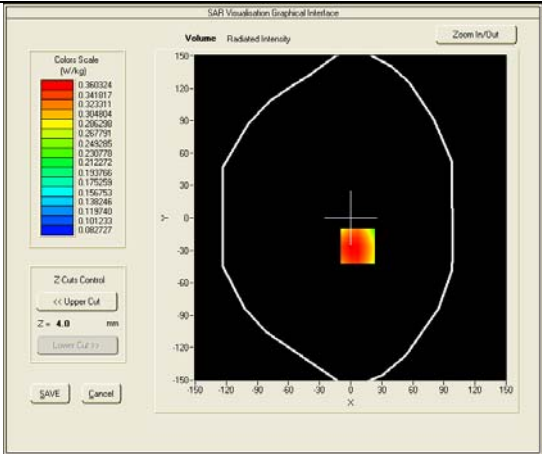 SAR Visualisation Graphical Interface
Volume Radiated Intensity
Zoom In/Out
Colors Scale
(W/kg)
0.360324
0.341817
0.323311
0.304804
0.286298
0.267791
0.249285
0.230778
0.212272
0.193766
0.175259
0.156753
0.138246
0.119740
0.101233
0.082727
Z Cuts Control
<< Upper Cut
Z = 4.0 mm
Lower Cut >>
SAVE Cancel
150-
120-
90-
60-
30-
0-
-30-
-60-
-90-
-120-
-150-
Y
-150 -120 -90 -60 -30 0 30 60 90 120 150
X